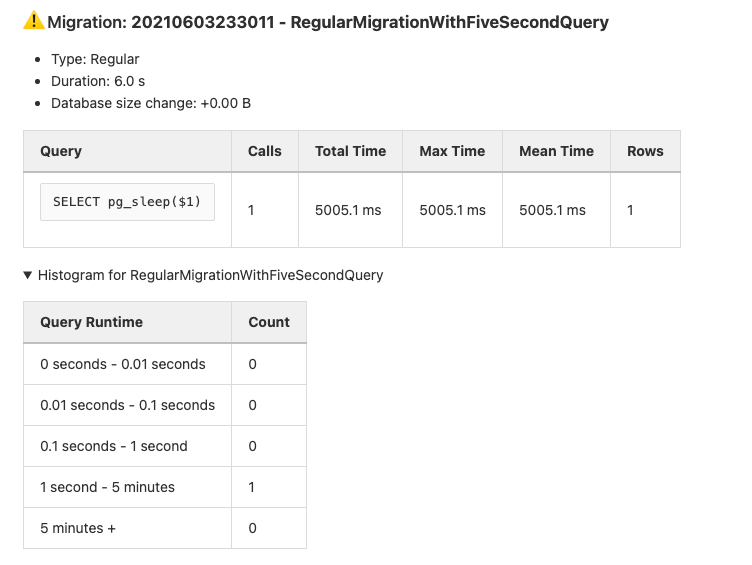 ⚠️Migration: 20210603233011 - RegularMigrationWithFiveSecondQuery
• Type: Regular
• Duration: 6.0 s
• Database size change: +0.00 B
Query Calls Total Time Max Time Mean Time Rows
SELECT pg_sleep($1) 1 5005.1 ms 5005.1 ms 5005.1 ms 1
▼ Histogram for RegularMigrationWithFiveSecondQuery
Query Runtime Count
0 seconds - 0.01 seconds 0
0.01 seconds - 0.1 seconds 0
0.1 seconds - 1 second 0
1 second - 5 minutes 1
5 minutes + 0